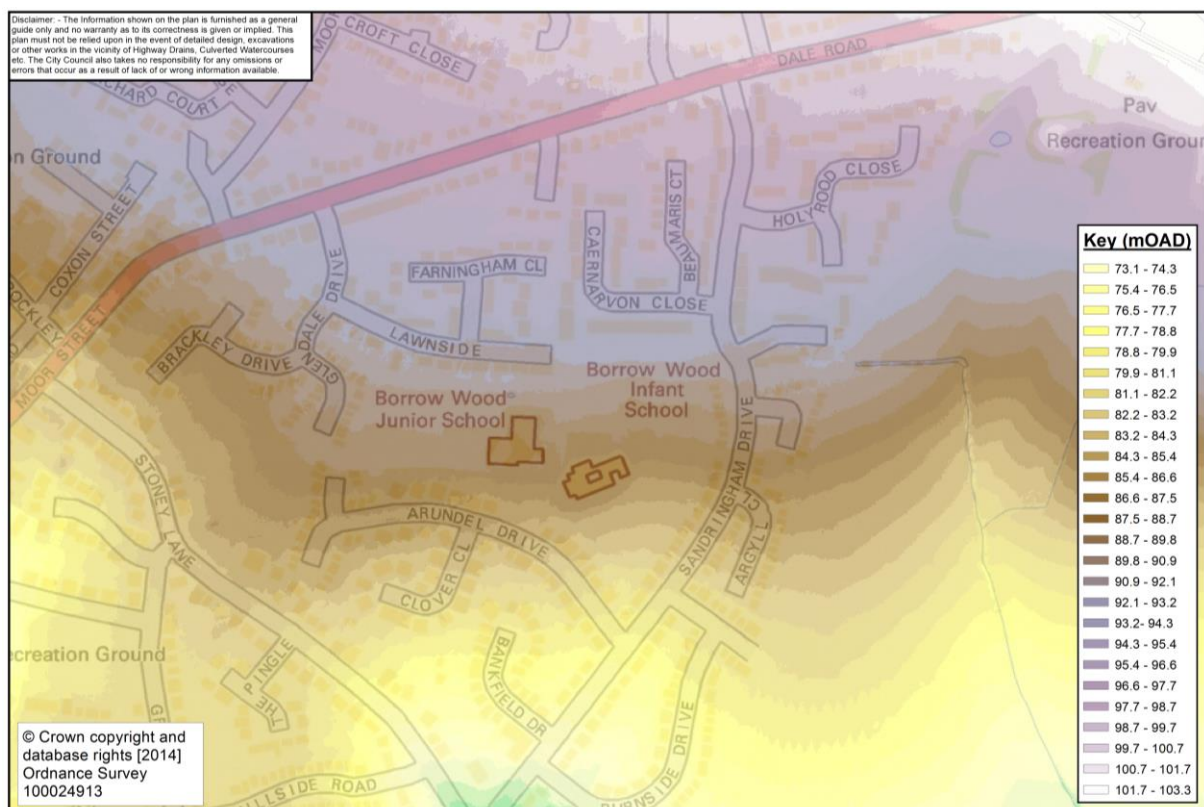 Disclaimer: - The Information shown on the plan is furnished as a general
guide only and no warranty as to its correctness is given or implied. This
plan must not be relied upon in the event of detailed design, excavations
or other works in the vicinity of Highway Drains, Culverted Watercourses
etc. The City Council also takes no responsibility for any omissions or
errors that occur as a result of lack of or wrong information available.
CROFT CLOSE
DALE ROAD
CHARD COURT
Pav
Recreation Groun
n Ground
COXON STREET
HOLYROOD CLOSE
BEAUMARIS CT
CAERNARVON CLOSE
FARNINGHAM CL
GLENDALE DRIVE
LAWNSIDE
BRACKLEY DRIVE
OCKLEY
MOOR STREET
Borrow Wood
Infant
School
Borrow Wood
Junior School
STONEY LANE
ARUNDEL DRIVE
SANDRINGHAM DRIVE
ARGYLL CL
CLOVER CL
creation Ground
THE PINGLE
BANKFIELD DR
URNSIDE DRIVE
LLSIDE ROAD
GR
Key (mOAD)
73.1 - 74.3
75.4 - 76.5
76.5 - 77.7
77.7 - 78.8
78.8 - 79.9
79.9 - 81.1
81.1 - 82.2
82.2 - 83.2
83.2 - 84.3
84.3 - 85.4
85.4 - 86.6
86.6 - 87.5
87.5 - 88.7
88.7 - 89.8
89.8 - 90.9
90.9 - 92.1
92.1 - 93.2
93.2- 94.3
94.3 - 95.4
95.4 - 96.6
96.6 - 97.7
97.7 - 98.7
98.7 - 99.7
99.7 - 100.7
100.7 - 101.7
101.7 - 103.3
© Crown copyright and
database rights [2014]
Ordnance Survey
100024913